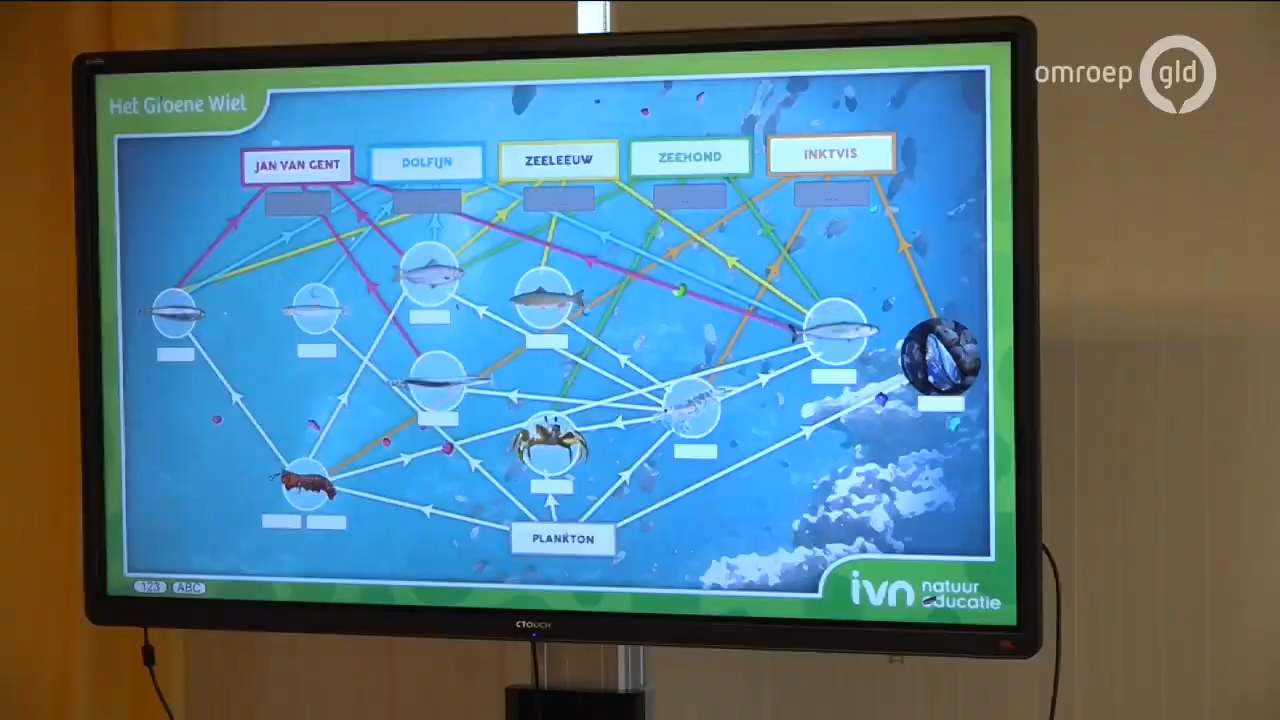 omroep gld
Het Groene Wiel
JAN VAN GENT
DOLFIJN
ZEELEEUW
ZEEHOND
INKTVIS
...
...
...
...
PLANKTON
123 ABC
ivn natuur
educatie
CTOUCH